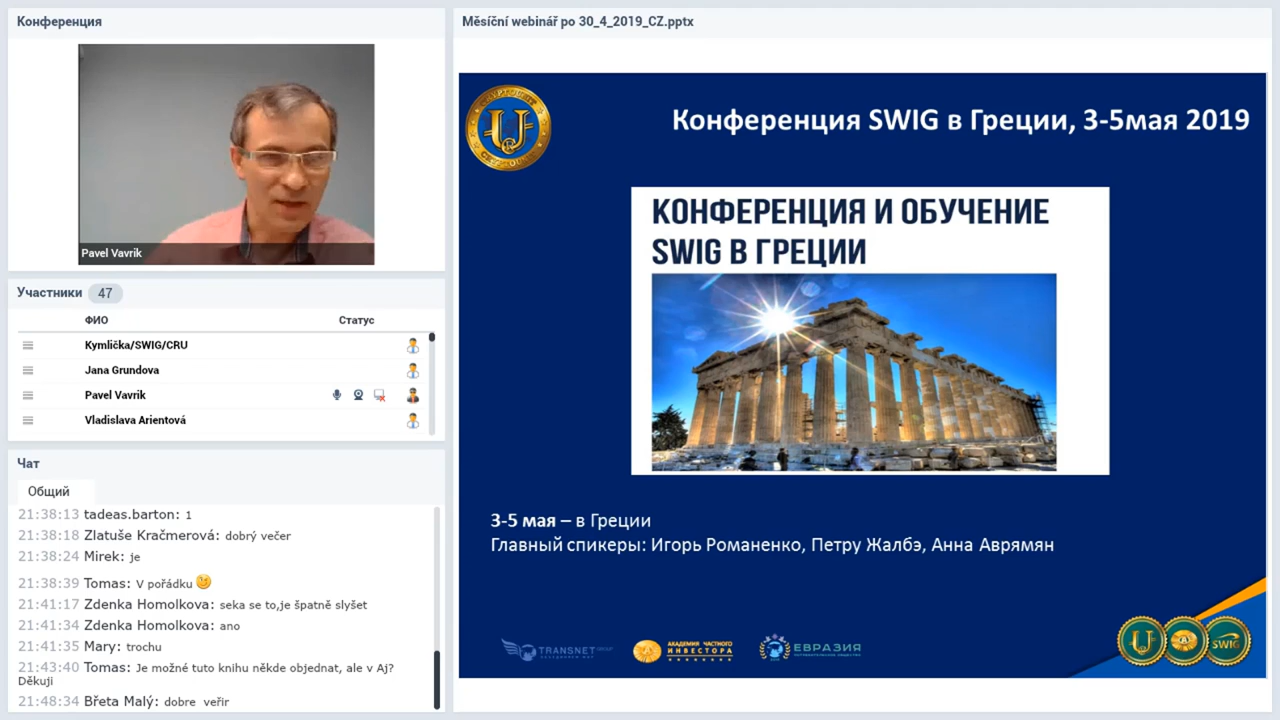 Конференция
Pavel Vavrik
Участники 47
ФИО Статус
Kymlička/SWIG/CRU
Jana Grundova
Pavel Vavrik
Vladislava Arientová
Чат
Общий
21:38:13 tadeas.barton: 1
21:38:18 Zlatuše Kračmerová: dobrý večer
21:38:24 Mirek: je
21:38:39 Tomas: V pořádku
21:41:17 Zdenka Homolkova: seka se to,je špatně slyšet
21:41:34 Zdenka Homolkova: ano
21:41:35 Mary: trochu
21:43:40 Tomas: Je možné tuto knihu někde objednat, ale v Aj?
Děkuji
21:48:34 Břeta Malý: dobre veřir
Měsíční webinář po 30_4_2019_CZ.pptx
Конференция SWIG в Греции, 3-5мая 2019
КОНФЕРЕНЦИЯ И ОБУЧЕНИЕ
SWIG В ГРЕЦИИ
3-5 мая – в Греции
Главный спикеры: Игорь Романенко, Петру Жалбэ, Анна Аврямян
TRANSNET
АКАДЕМИЯ ЧАСТНОГО
ИНВЕСТОРА
ЕВРАЗИЯ
SWIG